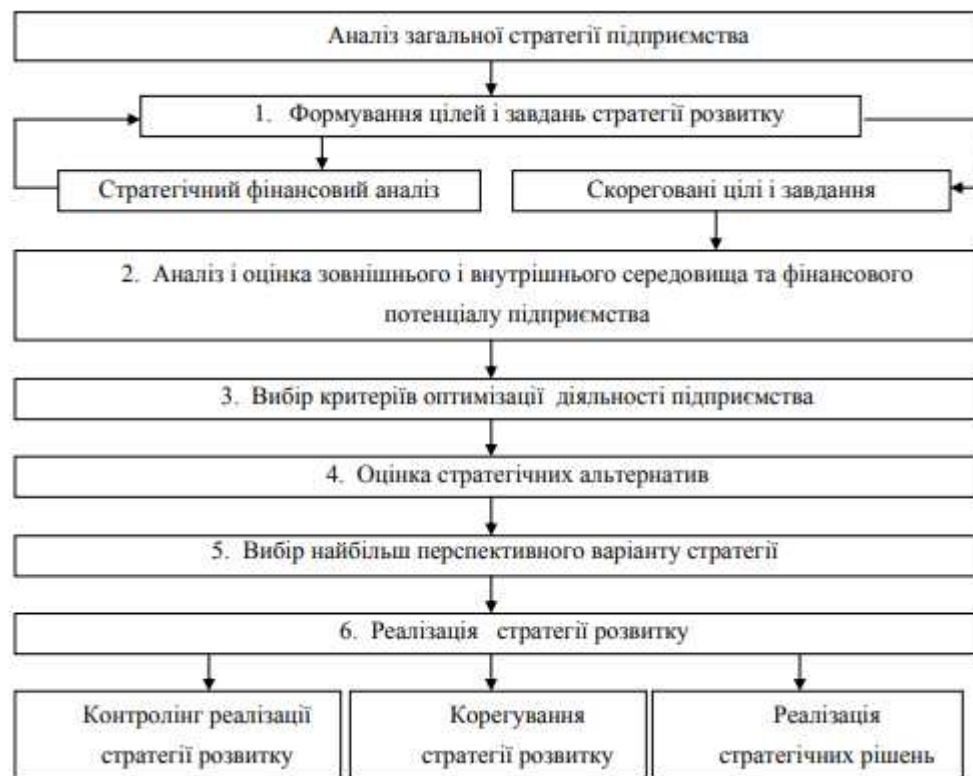 Аналіз загальної стратегії підприємства
1. Формування цілей і завдань стратегії розвитку
Стратегічний фінансовий аналіз
Скореговані цілі і завдання
2. Аналіз і оцінка зовнішнього і внутрішнього середовища та фінансового
потенціалу підприємства
3. Вибір критеріїв оптимізації діяльності підприємства
4. Оцінка стратегічних альтернатив
5. Вибір найбільш перспективного варіанту стратегії
6. Реалізація стратегії розвитку
Контролінг реалізації
стратегії розвитку
Корегування
стратегії розвитку
Реалізація
стратегічних рішень